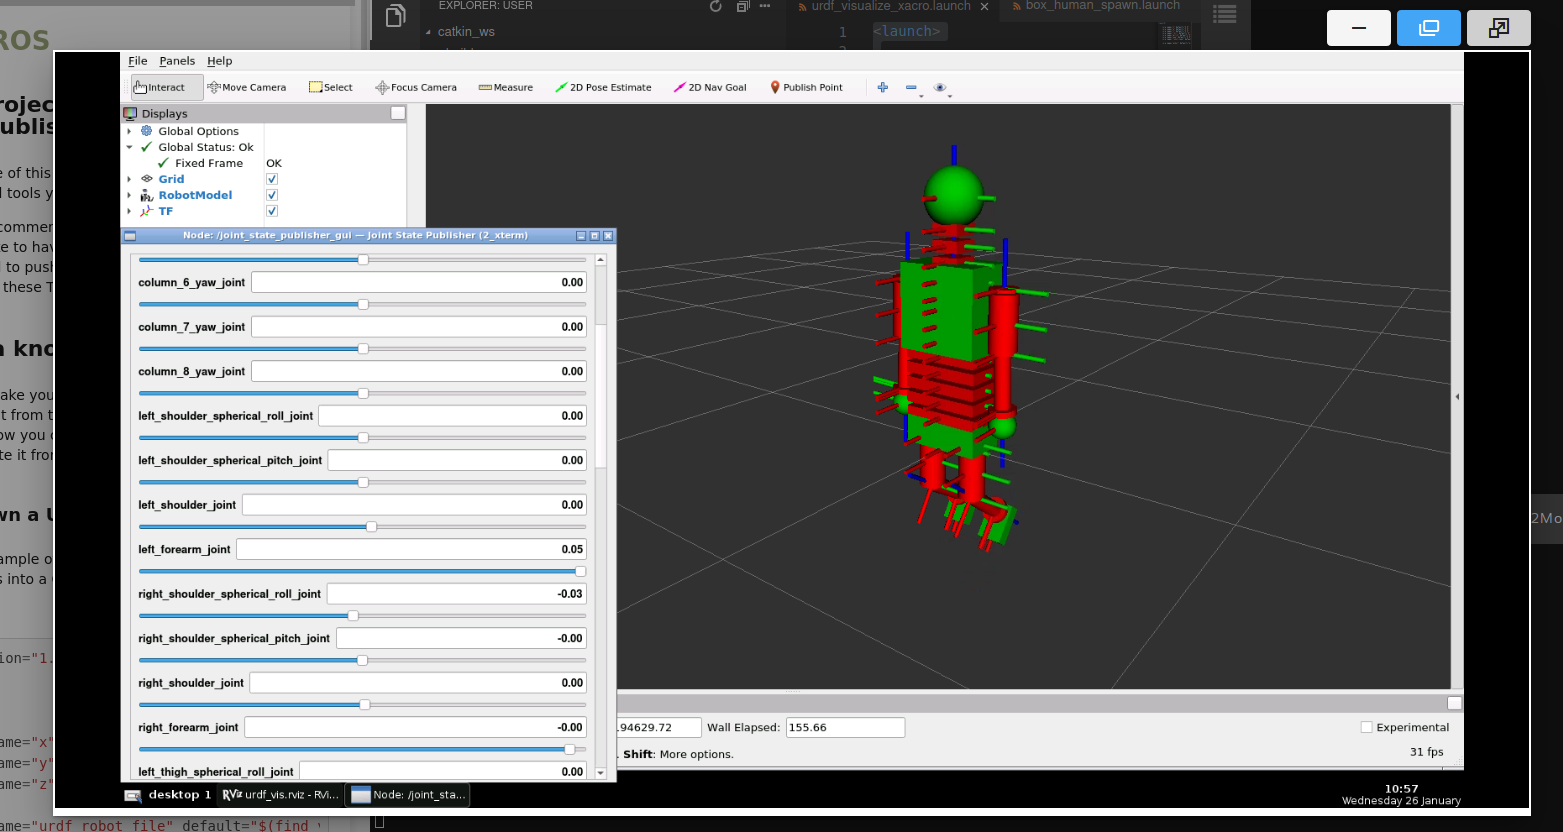 ROS
EXPLORER: USER
urdf_visualize_xacro.launch
box_human_spawn.launch
catkin_ws
1
<launch>
File Panels Help
Interact Move Camera Select Focus Camera Measure 2D Pose Estimate 2D Nav Goal Publish Point
Displays
Global Options
Global Status: Ok
Fixed Frame OK
Grid
RobotModel
TF
Node: /joint_state_publisher_gui — Joint State Publisher (2_xterm)
column_6_yaw_joint 0.00
column_7_yaw_joint 0.00
column_8_yaw_joint 0.00
left_shoulder_spherical_roll_joint 0.00
left_shoulder_spherical_pitch_joint 0.00
left_shoulder_joint 0.00
left_forearm_joint 0.05
right_shoulder_spherical_roll_joint -0.03
right_shoulder_spherical_pitch_joint -0.00
right_shoulder_joint 0.00
right_forearm_joint -0.00
left_thigh_spherical_roll_joint 0.00
.94629.72 Wall Elapsed: 155.66 Experimental
. Shift: More options. 31 fps
desktop 1 urdf_vis.rviz - RVi... Node: /joint_sta...
10:57
Wednesday 26 January
e of this
d tools y
e to hav
d to push
these T
n kno
ake you
t from t
ow you c
te it from
wn a U
ample o
s into a
ion="1.
ame="x"
ame="y"
ame="z"
ame="urdf_robot_file" default="$(find
2Mo